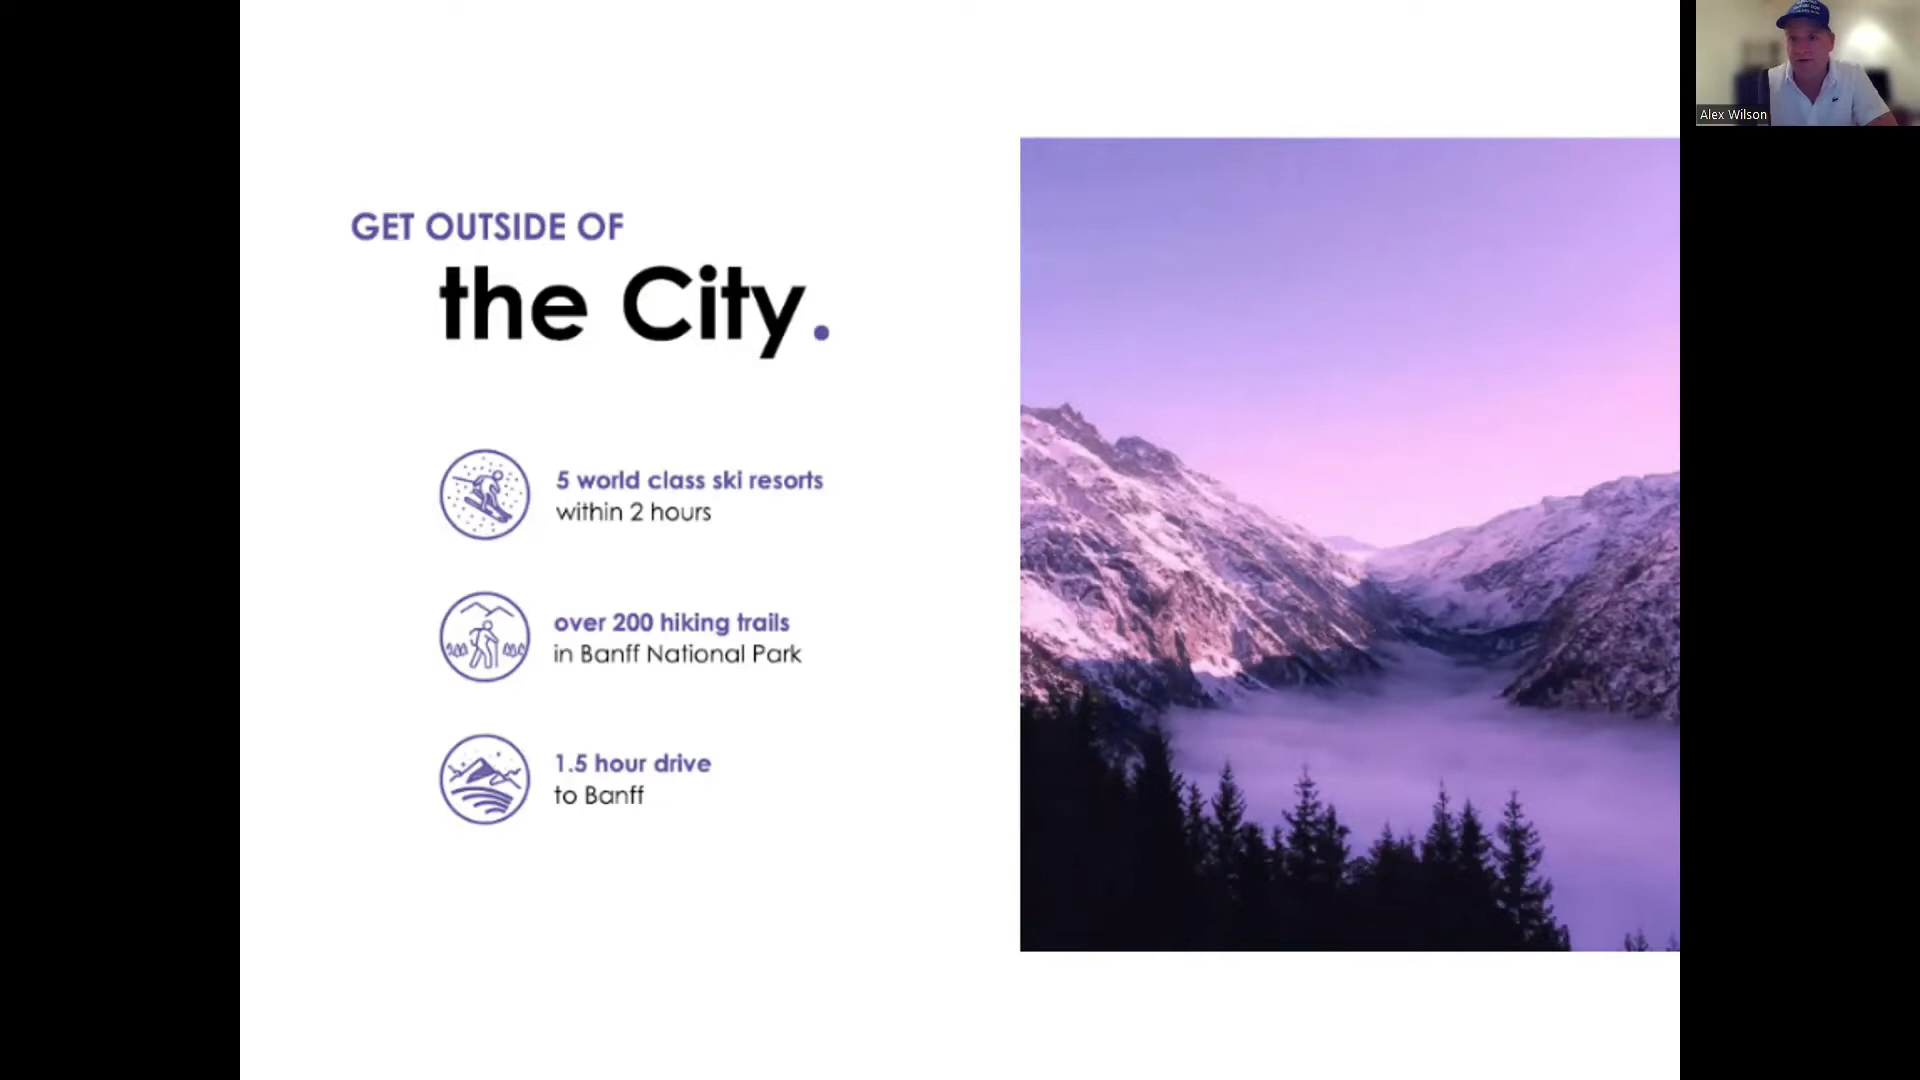 GET OUTSIDE OF
the City.
5 world class ski resorts
within 2 hours
over 200 hiking trails
in Banff National Park
1.5 hour drive
to Banff
Alex Wilson